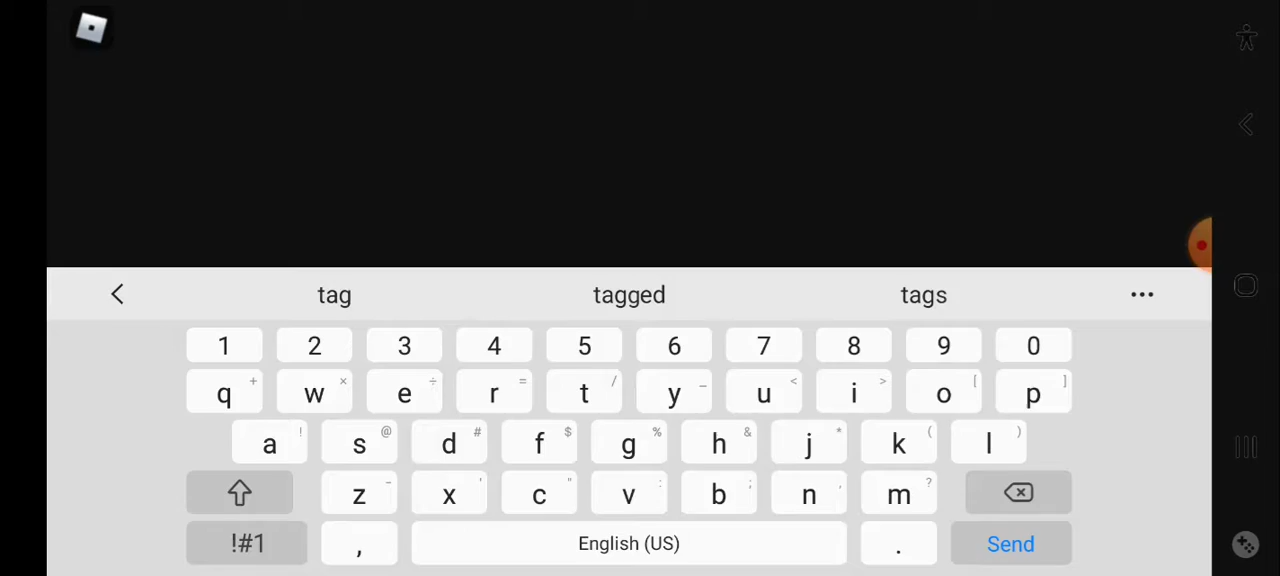 tag tagged tags ...
1 2 3 4 5 6 7 8 9 0
q + w × e ÷ r = t / y _ u < i > o [ p ]
a ! s @ d # f $ g % h & j * k ( l )
z - x ' c " v : b ; n , m ?
!#1 , English (US) . Send